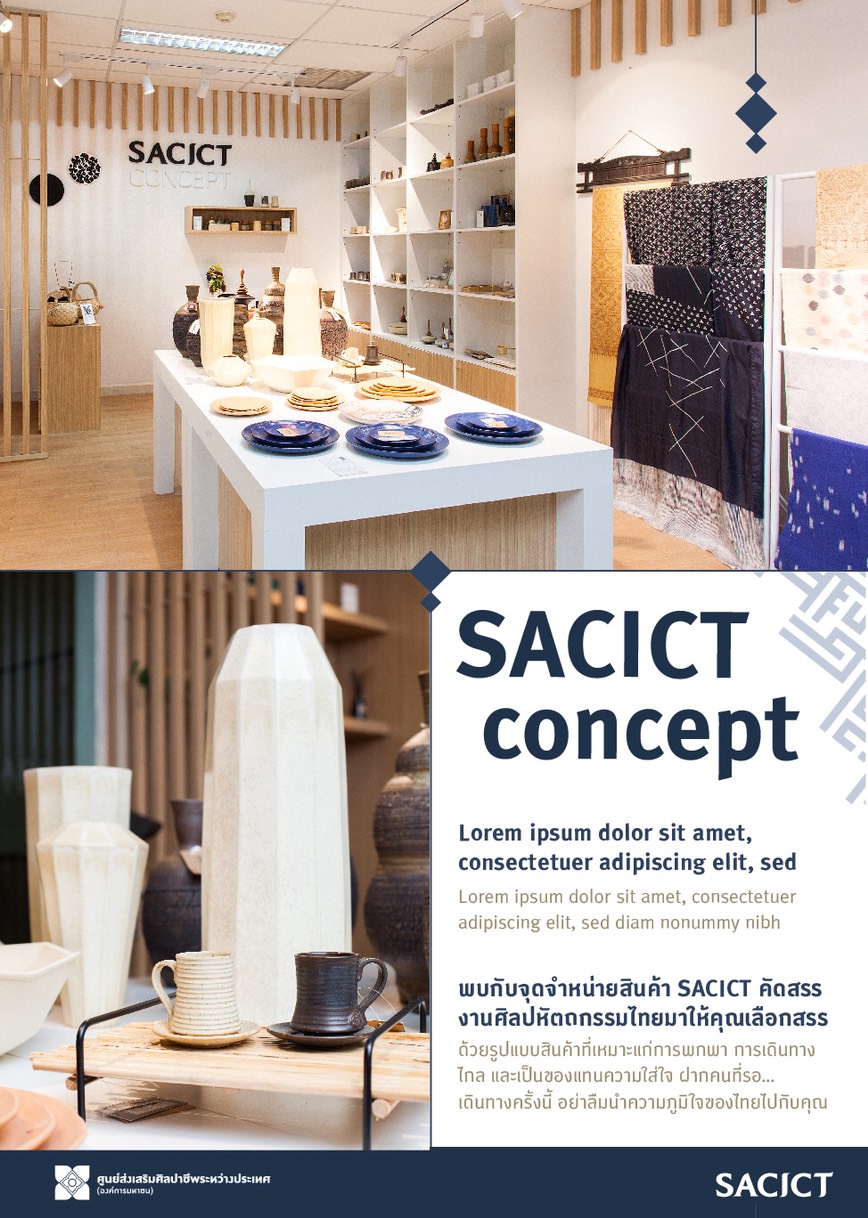 SACICT
CONCEPT
SACICT
concept
Lorem ipsum dolor sit amet,
consectetuer adipiscing elit, sed
Lorem ipsum dolor sit amet, consectetuer
adipiscing elit, sed diam nonummy nibh
พบกับจุดจำหน่ายสินค้า SACICT คัดสรร
งานศิลปหัตถกรรมไทยมาให้คุณเลือกสรร
ด้วยรูปแบบสินค้าที่เหมาะแก่การพกพา การเดินทาง
ไกล และเป็นของแทนความใส่ใจ ฝากคนที่รอ...
เดินทางครั้งนี้ อย่าลืมนำความภูมิใจของไทยไปกับคุณ
ศูนย์ส่งเสริมศิลปาชีพระหว่างประเทศ
(องค์การมหาชน)
SACICT